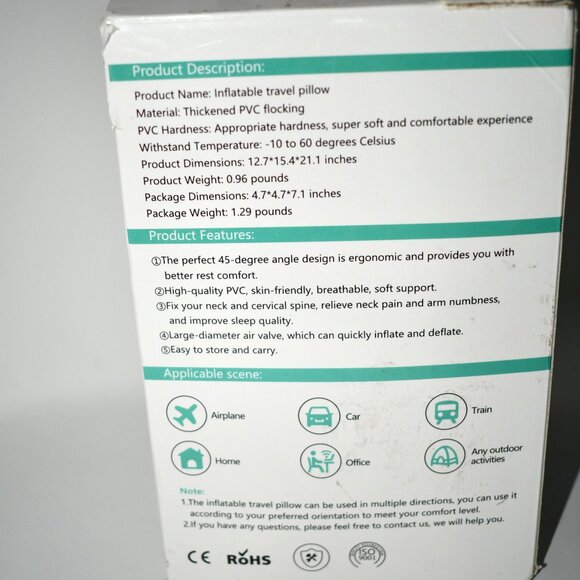 Product Description:
Product Name: Inflatable travel pillow
Material: Thickened PVC flocking
PVC Hardness: Appropriate hardness, super soft and comfortable experience
Withstand Temperature: -10 to 60 degrees Celsius
Product Dimensions: 12.7*15.4*21.1 inches
Product Weight: 0.96 pounds
Package Dimensions: 4.7*4.7*7.1 inches
Package Weight: 1.29 pounds
Product Features:
①The perfect 45-degree angle design is ergonomic and provides you with
better rest comfort.
②High-quality PVC, skin-friendly, breathable, soft support.
③Fix your neck and cervical spine, relieve neck pain and arm numbness,
and improve sleep quality.
④Large-diameter air valve, which can quickly inflate and deflate.
⑤Easy to store and carry.
Applicable scene:
Airplane
Car
Train
Home
Office
Any outdoor
activities
Note:
1.The inflatable travel pillow can be used in multiple directions, you can use it
according to your preferred orientation to meet your comfort level.
2.If you have any questions, please feel free to contact us, we will help you.
CE RoHS
ISO
9001